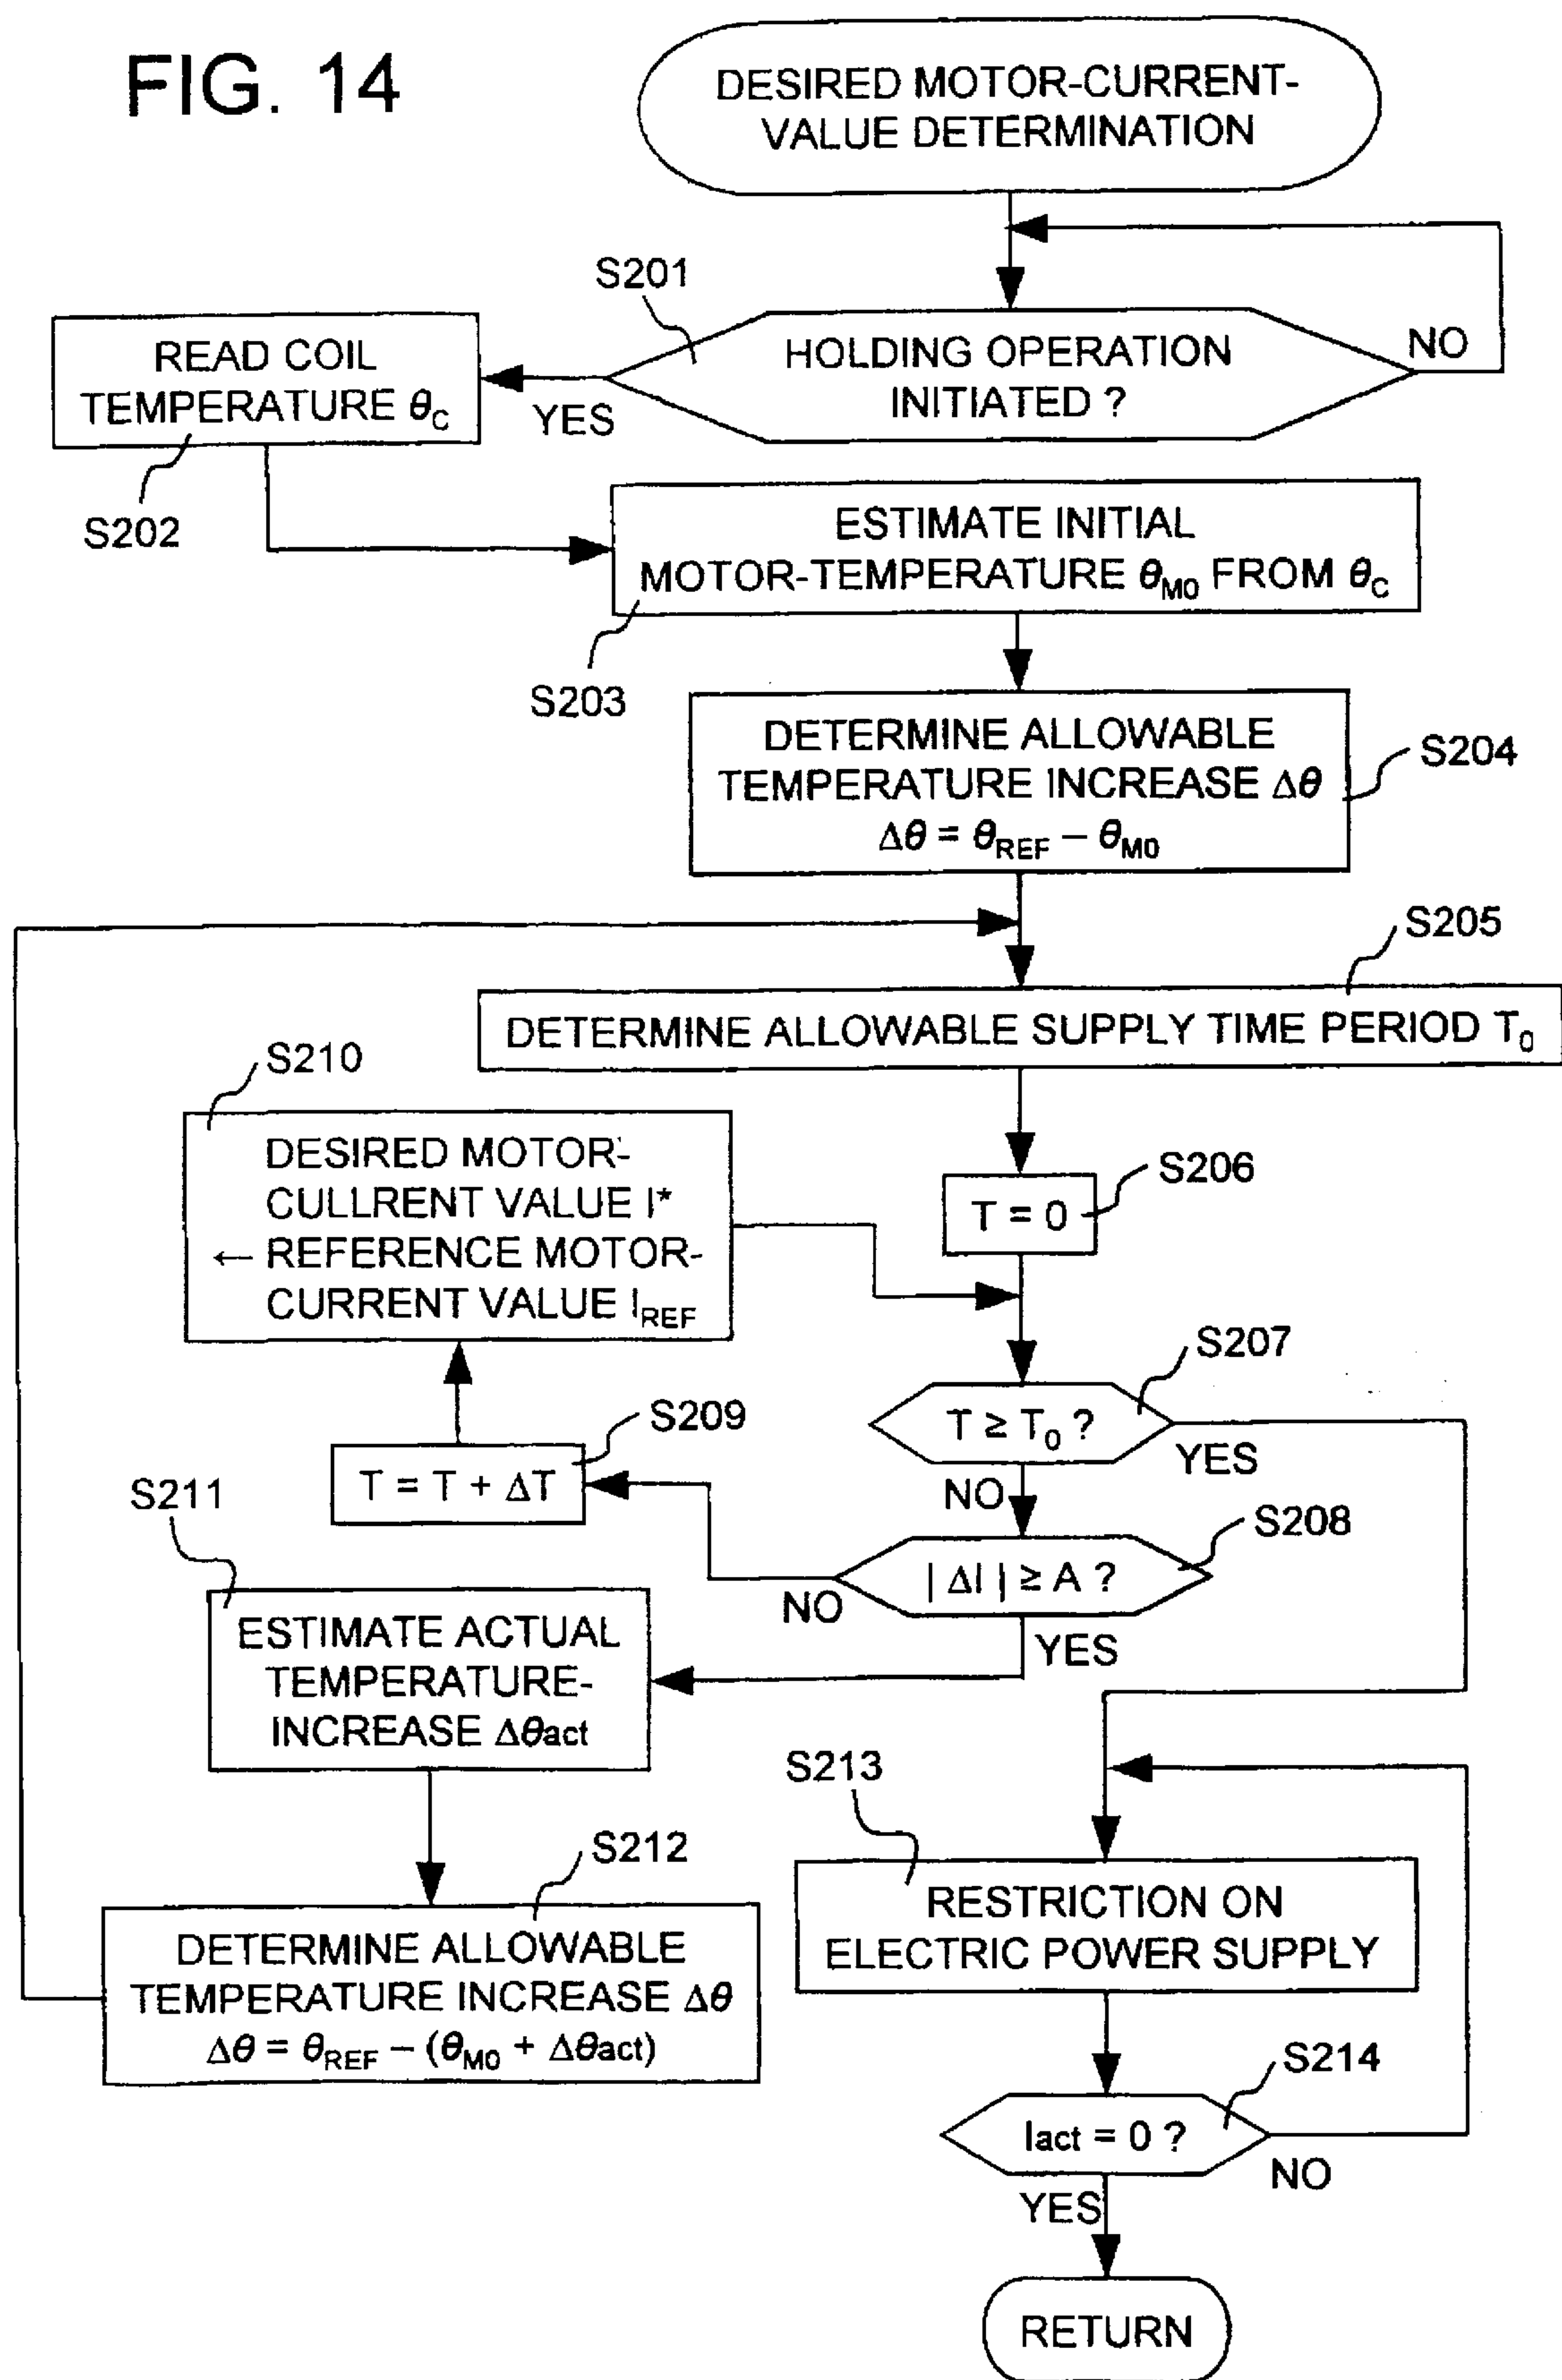 FIG. 14
DESIRED MOTOR-CURRENT-
VALUE DETERMINATION
S201
HOLDING OPERATION
INITIATED ?
NO
YES
READ COIL
TEMPERATURE θC
S202
ESTIMATE INITIAL
MOTOR-TEMPERATURE θM0 FROM θC
S203
DETERMINE ALLOWABLE
TEMPERATURE INCREASE Δθ
Δθ = θREF − θM0
S204
S205
DETERMINE ALLOWABLE SUPPLY TIME PERIOD T0
S210
DESIRED MOTOR-
CULLRENT VALUE I*
← REFERENCE MOTOR-
CURRENT VALUE IREF
S206
T = 0
S207
T ≥ T0 ?
YES
NO
S209
T = T + ΔT
S208
| ΔI | ≥ A ?
NO
YES
S211
ESTIMATE ACTUAL
TEMPERATURE-
INCREASE Δθact
S212
DETERMINE ALLOWABLE
TEMPERATURE INCREASE Δθ
Δθ = θREF − (θM0 + Δθact)
S213
RESTRICTION ON
ELECTRIC POWER SUPPLY
S214
Iact = 0 ?
NO
YES
RETURN